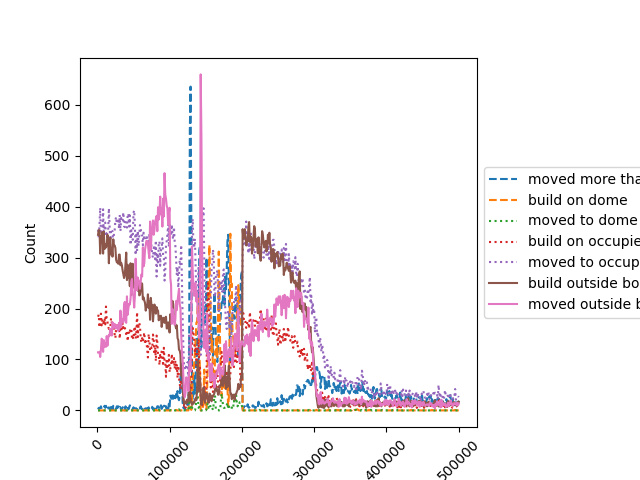 Count
600
500
400
300
200
100
0
0
100000
200000
300000
400000
500000
moved more tha
build on dome
moved to dome
build on occupie
moved to occup
build outside bo
moved outside b